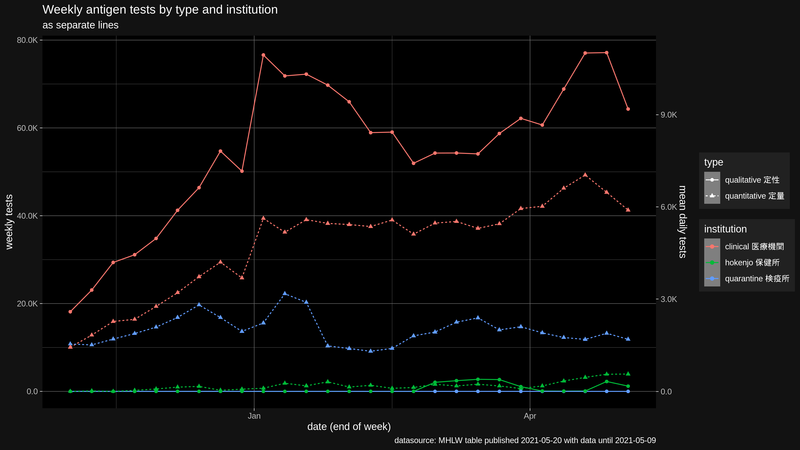 Weekly antigen tests by type and institution
as separate lines
80.0K
60.0K
40.0K
20.0K
0.0
weekly tests
9.0K
6.0K
3.0K
0.0
mean daily tests
Jan
Apr
date (end of week)
type
qualitative 定性
quantitative 定量
institution
clinical 医療機関
hokenjo 保健所
quarantine 検疫所
datasource: MHLW table published 2021-05-20 with data until 2021-05-09